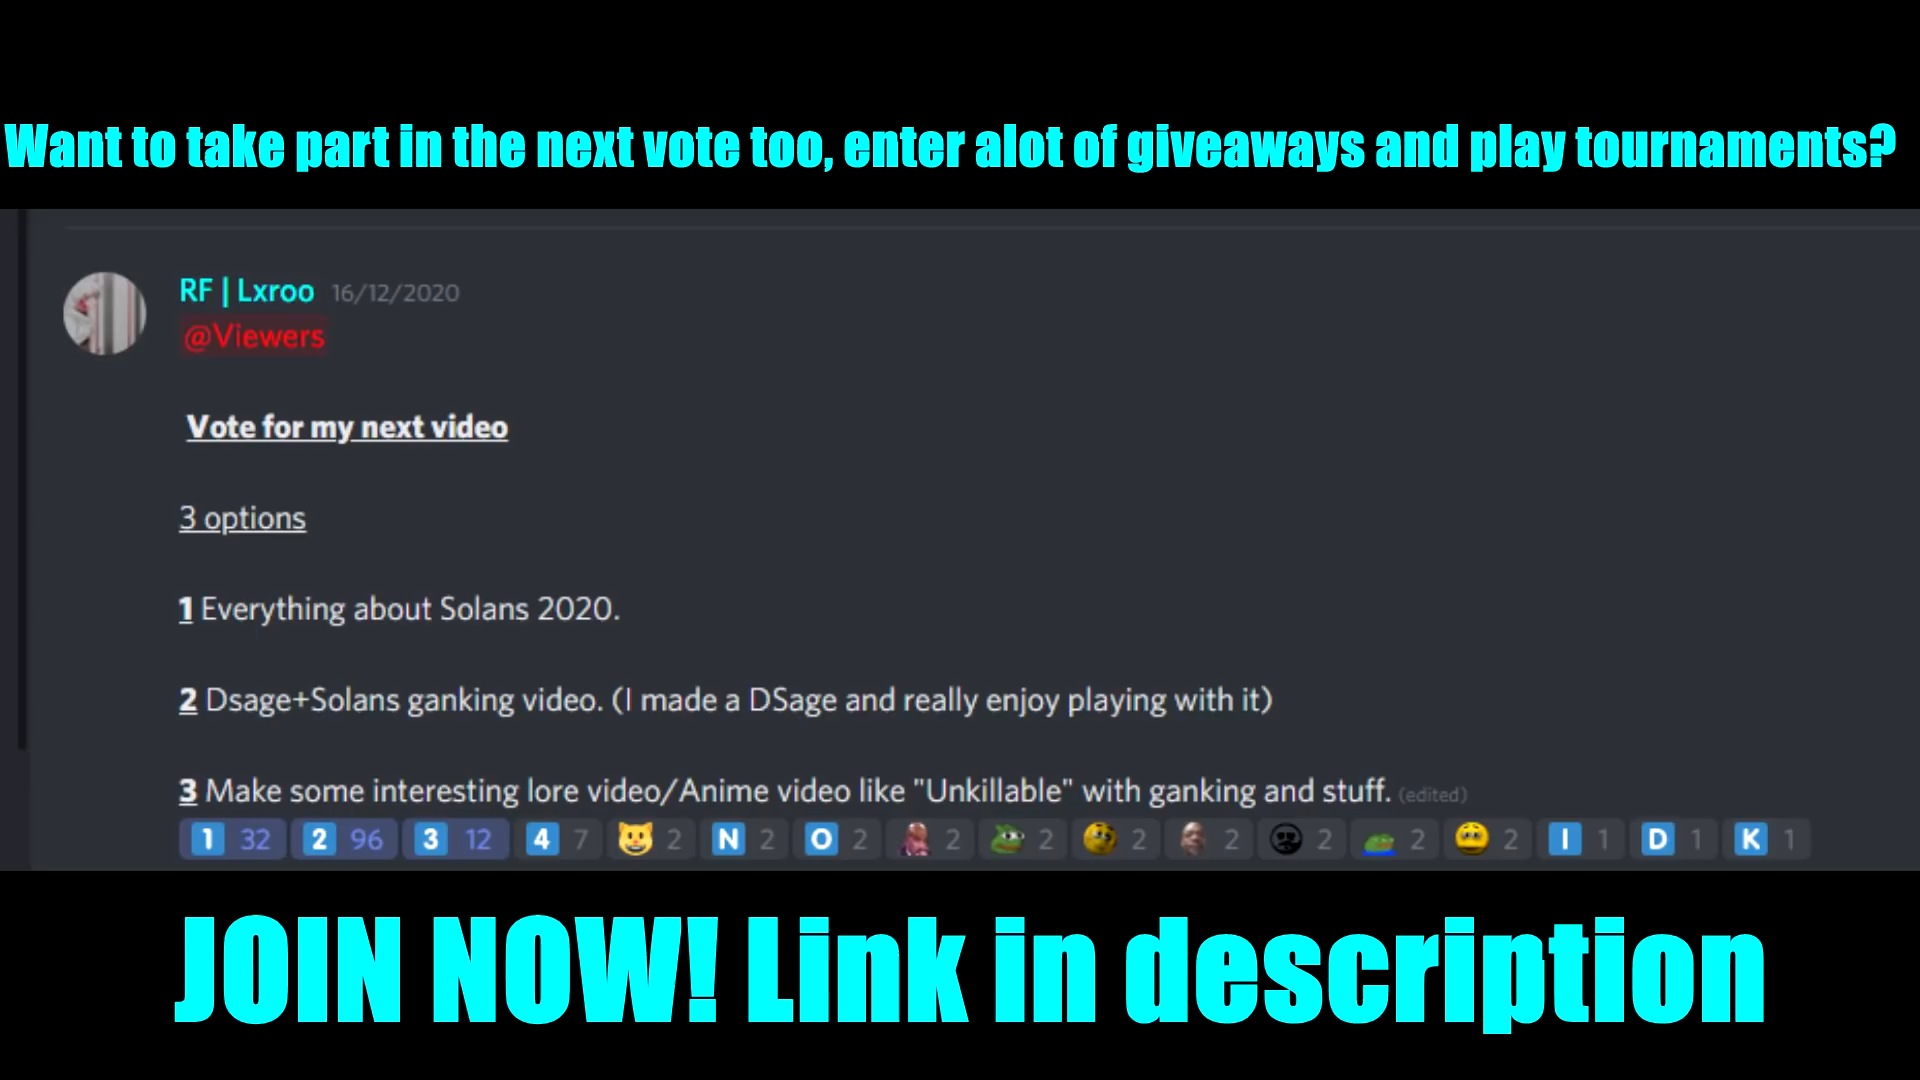 Want to take part in the next vote too, enter alot of giveaways and play tournaments?
RF | Lxroo 16/12/2020
@Viewers
Vote for my next video
3 options
1 Everything about Solans 2020.
2 Dsage+Solans ganking video. (I made a DSage and really enjoy playing with it)
3 Make some interesting lore video/Anime video like "Unkillable" with ganking and stuff. (edited)
1 32 2 96 3 12 4 7 2 N 2 O 2 2 2 2 2 2 2 2 I 1 D 1 K 1
JOIN NOW! Link in description